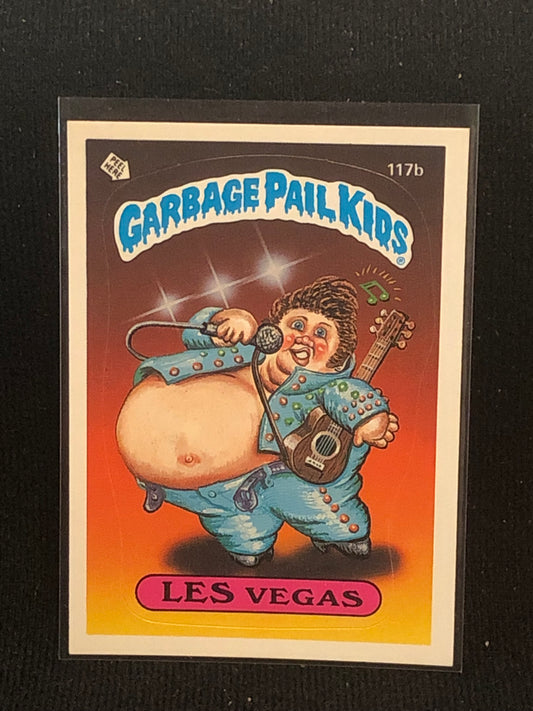 PEEL
HERE
117b
GARBAGE PAIL KIDS®
LES VEGAS